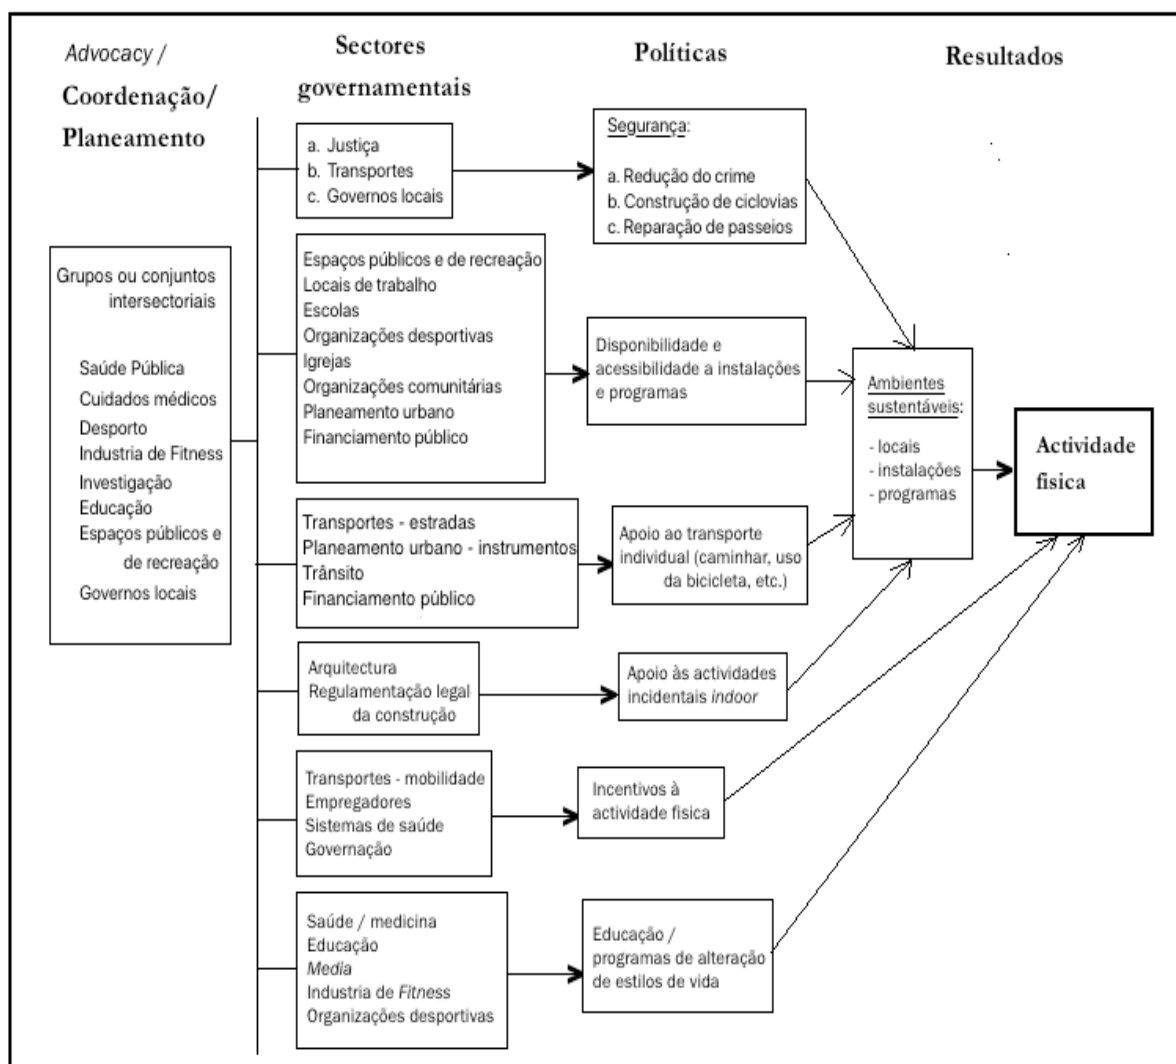 Advocacy /
Coordenação/
Planeamento
Sectores
governamentais
Políticas
Resultados
Grupos ou conjuntos
intersectoriais
Saúde Pública
Cuidados médicos
Desporto
Industria de Fitness
Investigação
Educação
Espaços públicos e
de recreação
Governos locais
a. Justiça
b. Transportes
c. Governos locais
Segurança:
a. Redução do crime
b. Construção de ciclovias
c. Reparação de passeios
Espaços públicos e de recreação
Locais de trabalho
Escolas
Organizações desportivas
Igrejas
Organizações comunitárias
Planeamento urbano
Financiamento público
Disponibilidade e
acessibilidade a instalações
e programas
Transportes - estradas
Planeamento urbano - instrumentos
Trânsito
Financiamento público
Apoio ao transporte
individual (caminhar, uso
da bicicleta, etc.)
Arquitectura
Regulamentação legal
da construção
Apoio às actividades
incidentais indoor
Transportes - mobilidade
Empregadores
Sistemas de saúde
Governação
Incentivos à
actividade fisica
Saúde / medicina
Educação
Media
Industria de Fitness
Organizações desportivas
Educação /
programas de alteração
de estilos de vida
Ambientes
sustentáveis:
- locais
- instalações
- programas
Actividade
fisica